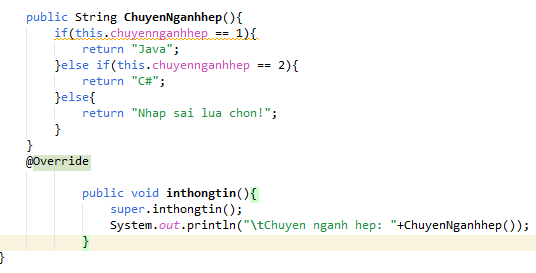 public String ChuyenNganhhep(){
if(this.chuyennganhhep == 1){
return "Java";
}else if(this.chuyennganhhep == 2){
return "C#";
}else{
return "Nhap sai lua chon!";
}
}
@Override
public void inthongtin(){
super.inthongtin();
System.out.println("\tChuyen nganh hep: "+ChuyenNganhhep());
}
}